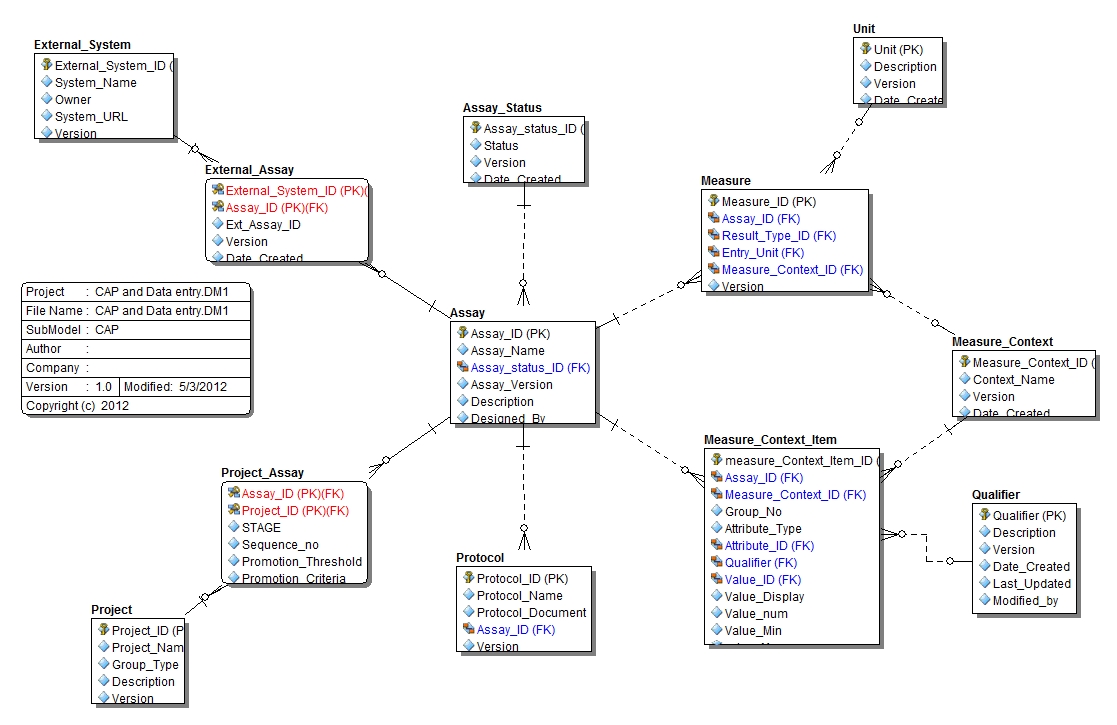 External_System
External_System_ID (
System_Name
Owner
System_URL
Version
Unit
Unit (PK)
Description
Version
Date_Create
Assay_Status
Assay_status_ID (
Status
Version
Date_Created
External_Assay
External_System_ID (PK)(
Assay_ID (PK)(FK)
Ext_Assay_ID
Version
Date_Created
Measure
Measure_ID (PK)
Assay_ID (FK)
Result_Type_ID (FK)
Entry_Unit (FK)
Measure_Context_ID (FK)
Version
Project : CAP and Data entry.DM1
File Name : CAP and Data entry.DM1
SubModel : CAP
Author :
Company :
Version : 1.0 Modified: 5/3/2012
Copyright (c) 2012
Assay
Assay_ID (PK)
Assay_Name
Assay_status_ID (FK)
Assay_Version
Description
Designed_By
Measure_Context
Measure_Context_ID (
Context_Name
Version
Date_Created
Measure_Context_Item
measure_Context_Item_ID (
Assay_ID (FK)
Measure_Context_ID (FK)
Group_No
Attribute_Type
Attribute_ID (FK)
Qualifier (FK)
Value_ID (FK)
Value_Display
Value_num
Value_Min
Qualifier
Qualifier (PK)
Description
Version
Date_Created
Last_Updated
Modified_by
Project_Assay
Assay_ID (PK)(FK)
Project_ID (PK)(FK)
STAGE
Sequence_no
Promotion_Threshold
Promotion_Criteria
Protocol
Protocol_ID (PK)
Protocol_Name
Protocol_Document
Assay_ID (FK)
Version
Project
Project_ID (P
Project_Nam
Group_Type
Description
Version